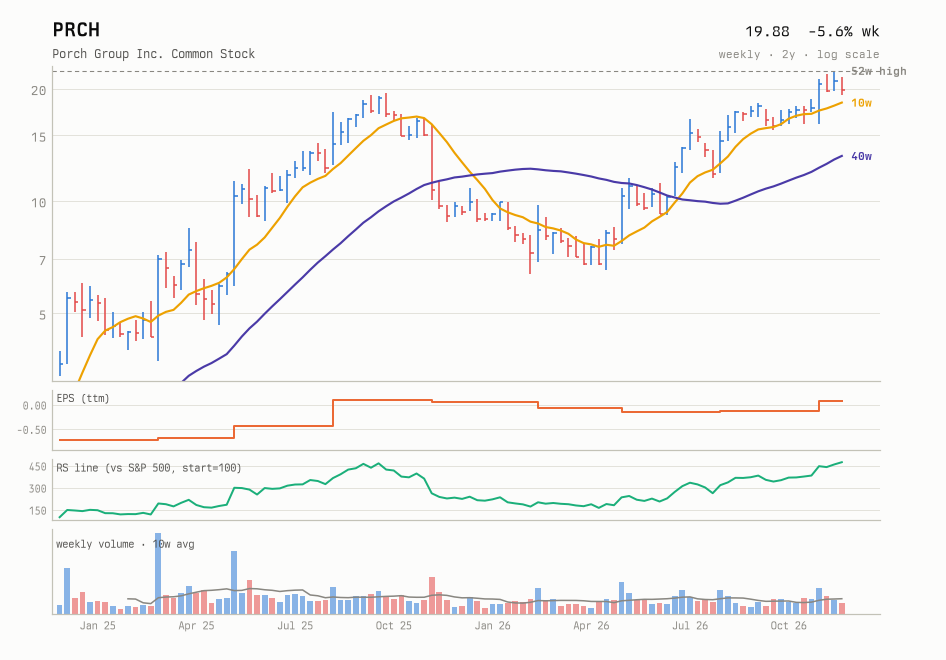 PRCH
19.88  -5.6% wk
Porch Group Inc. Common Stock
weekly · 2y · log scale
52w high
20
10w
15
40w
10
7
5
EPS (ttm)
0.00
-0.50
RS line (vs S&P 500, start=100)
450
300
150
weekly volume · 10w avg
Jan 25
Apr 25
Jul 25
Oct 25
Jan 26
Apr 26
Jul 26
Oct 26